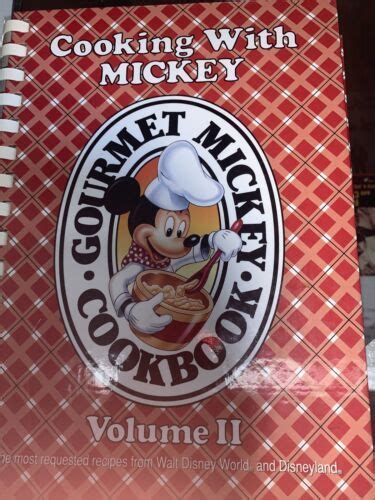 Cooking With
MICKEY
GOURMET MICKEY
COOKBOOK
Volume II
most requested recipes from Walt Disney World and Disneyland